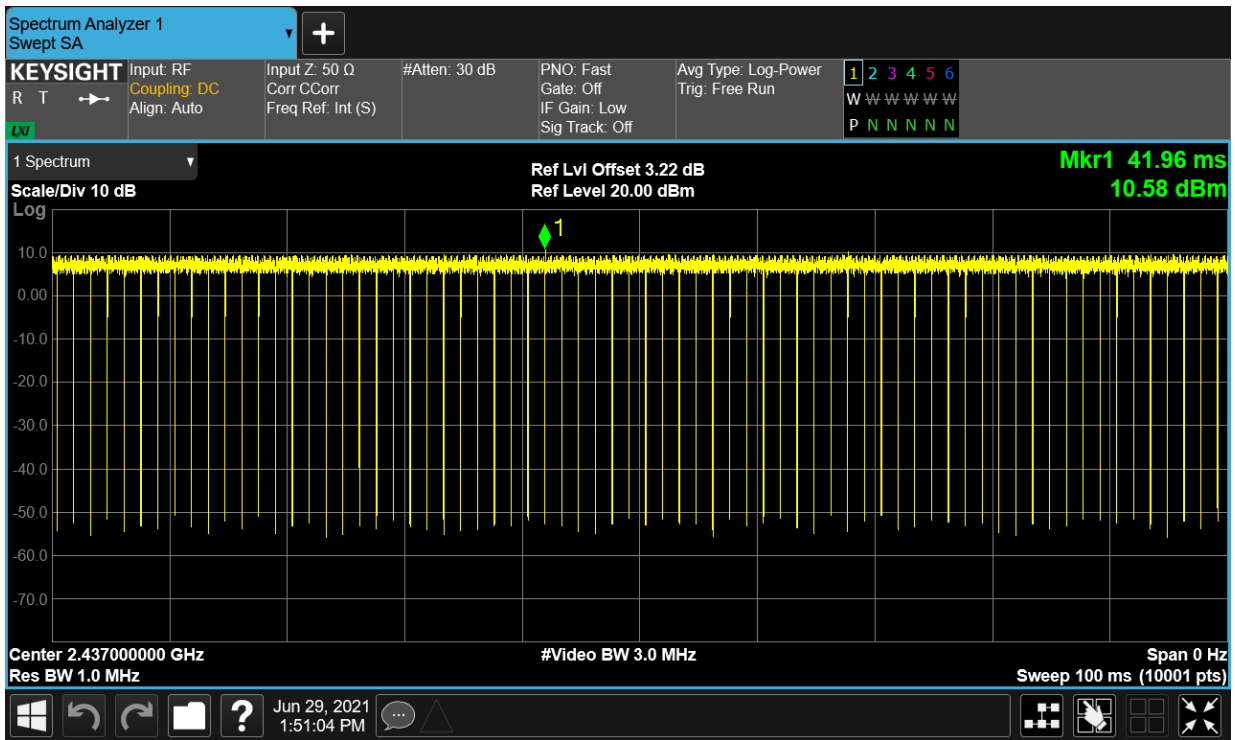 Spectrum Analyzer 1
Swept SA
KEYSIGHT
R T
LXI
Input: RF
Coupling: DC
Align: Auto
Input Z: 50 Ω
Corr CCorr
Freq Ref: Int (S)
#Atten: 30 dB
PNO: Fast
Gate: Off
IF Gain: Low
Sig Track: Off
Avg Type: Log-Power
Trig: Free Run
1 2 3 4 5 6
W W W W W W
P N N N N N
1 Spectrum
Scale/Div 10 dB
Log
Ref Lvl Offset 3.22 dB
Ref Level 20.00 dBm
Mkr1 41.96 ms
10.58 dBm
1
10.0
0.00
-10.0
-20.0
-30.0
-40.0
-50.0
-60.0
-70.0
Center 2.437000000 GHz
Res BW 1.0 MHz
#Video BW 3.0 MHz
Span 0 Hz
Sweep 100 ms (10001 pts)
?
Jun 29, 2021
1:51:04 PM